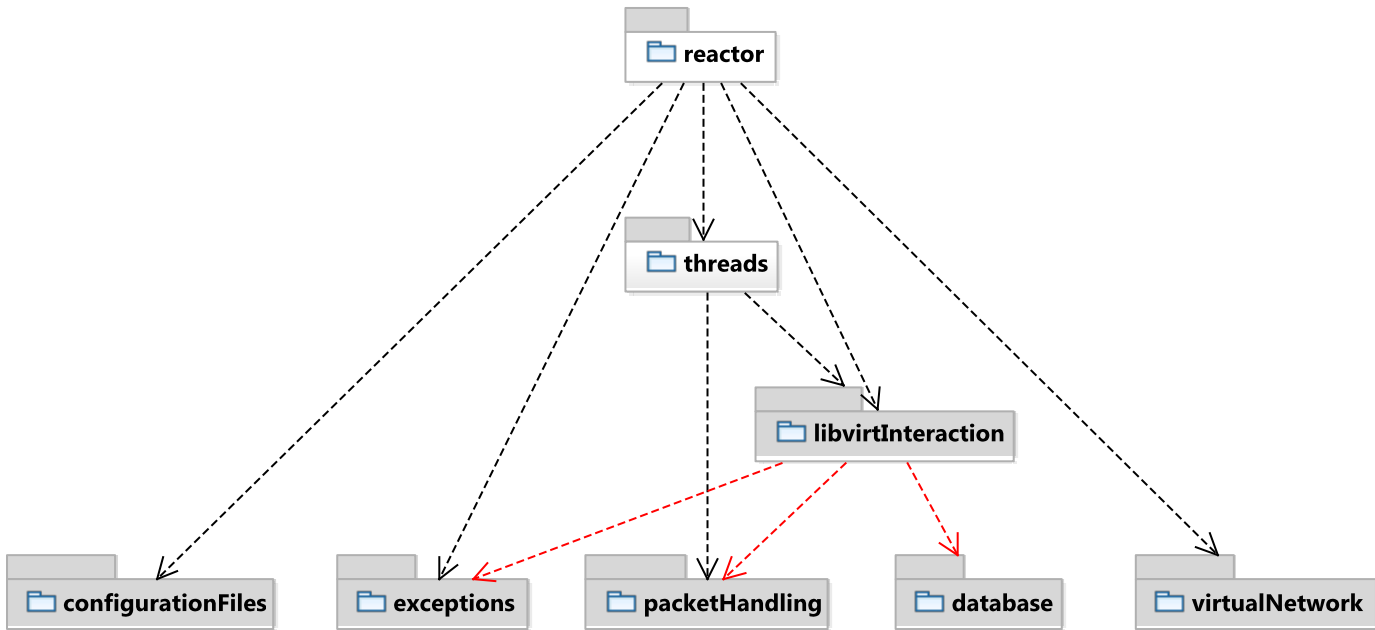 reactor
threads
libvirtInteraction
configurationFiles
exceptions
packetHandling
database
virtualNetwork